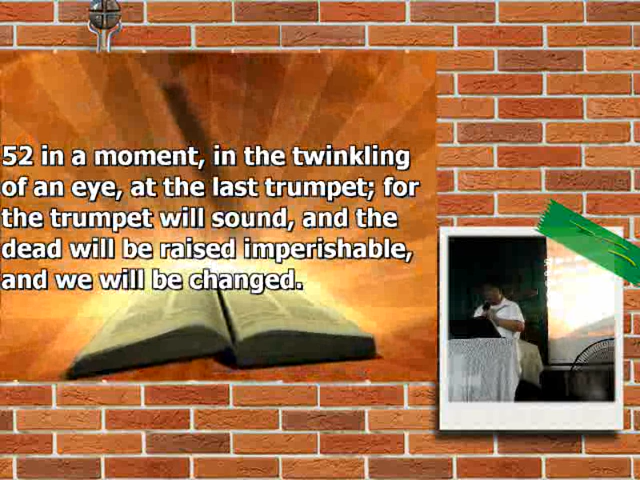 52 in a moment, in the twinkling
of an eye, at the last trumpet; for
the trumpet will sound, and the
dead will be raised imperishable,
and we will be changed.